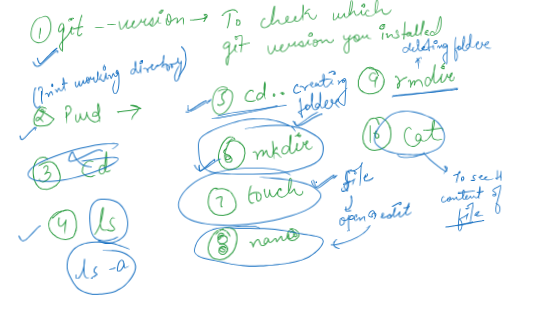 ① git --version → To check which
git version you installed
(Print working directory)
② Pwd →
③ cd
④ ls
ls -a
⑤ cd..
creating
folder
⑥ mkdir
⑦ touch
file
open & edit
⑧ nano
deleting folder
⑨ rmdir
⑩ cat
To see
content of
file